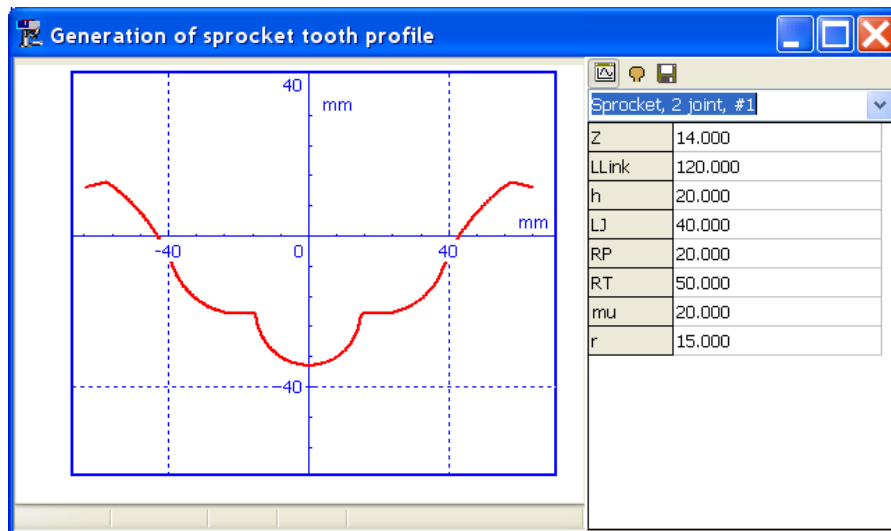 Generation of sprocket tooth profile
40
mm
mm
-40
0
40
-40
Sprocket, 2 joint, #1
Z 14.000
LLink 120.000
h 20.000
LJ 40.000
RP 20.000
RT 50.000
mu 20.000
r 15.000